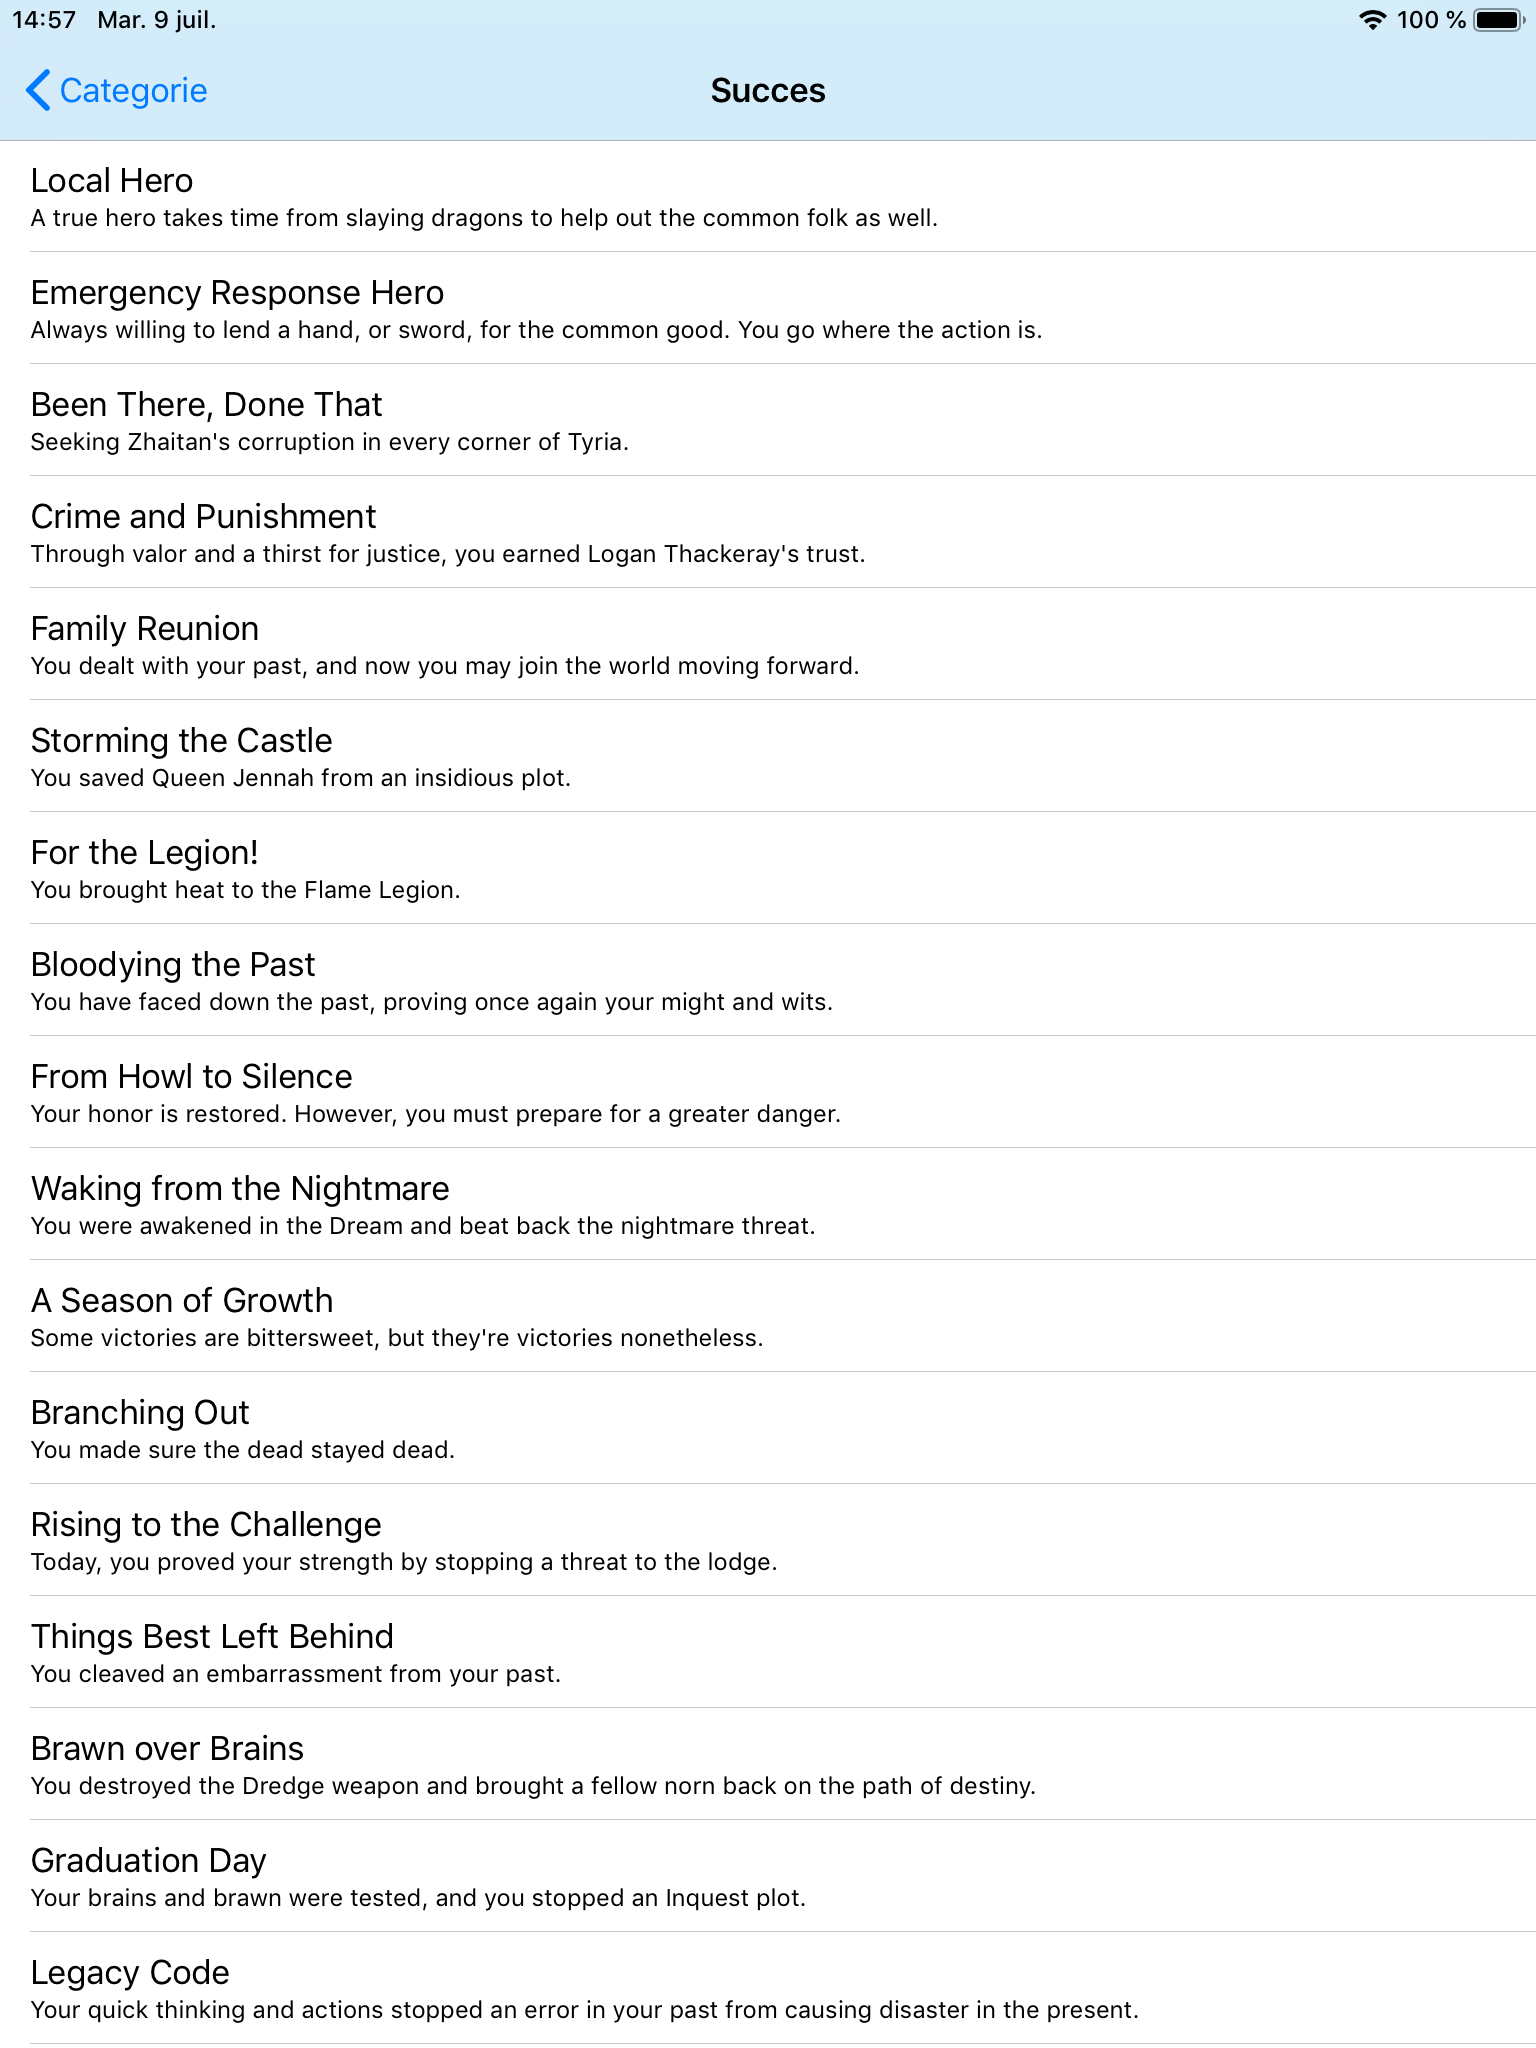 14:57 Mar. 9 juil. 100 %
Categorie
Succes
Local Hero
A true hero takes time from slaying dragons to help out the common folk as well.
Emergency Response Hero
Always willing to lend a hand, or sword, for the common good. You go where the action is.
Been There, Done That
Seeking Zhaitan's corruption in every corner of Tyria.
Crime and Punishment
Through valor and a thirst for justice, you earned Logan Thackeray's trust.
Family Reunion
You dealt with your past, and now you may join the world moving forward.
Storming the Castle
You saved Queen Jennah from an insidious plot.
For the Legion!
You brought heat to the Flame Legion.
Bloodying the Past
You have faced down the past, proving once again your might and wits.
From Howl to Silence
Your honor is restored. However, you must prepare for a greater danger.
Waking from the Nightmare
You were awakened in the Dream and beat back the nightmare threat.
A Season of Growth
Some victories are bittersweet, but they're victories nonetheless.
Branching Out
You made sure the dead stayed dead.
Rising to the Challenge
Today, you proved your strength by stopping a threat to the lodge.
Things Best Left Behind
You cleaved an embarrassment from your past.
Brawn over Brains
You destroyed the Dredge weapon and brought a fellow norn back on the path of destiny.
Graduation Day
Your brains and brawn were tested, and you stopped an Inquest plot.
Legacy Code
Your quick thinking and actions stopped an error in your past from causing disaster in the present.